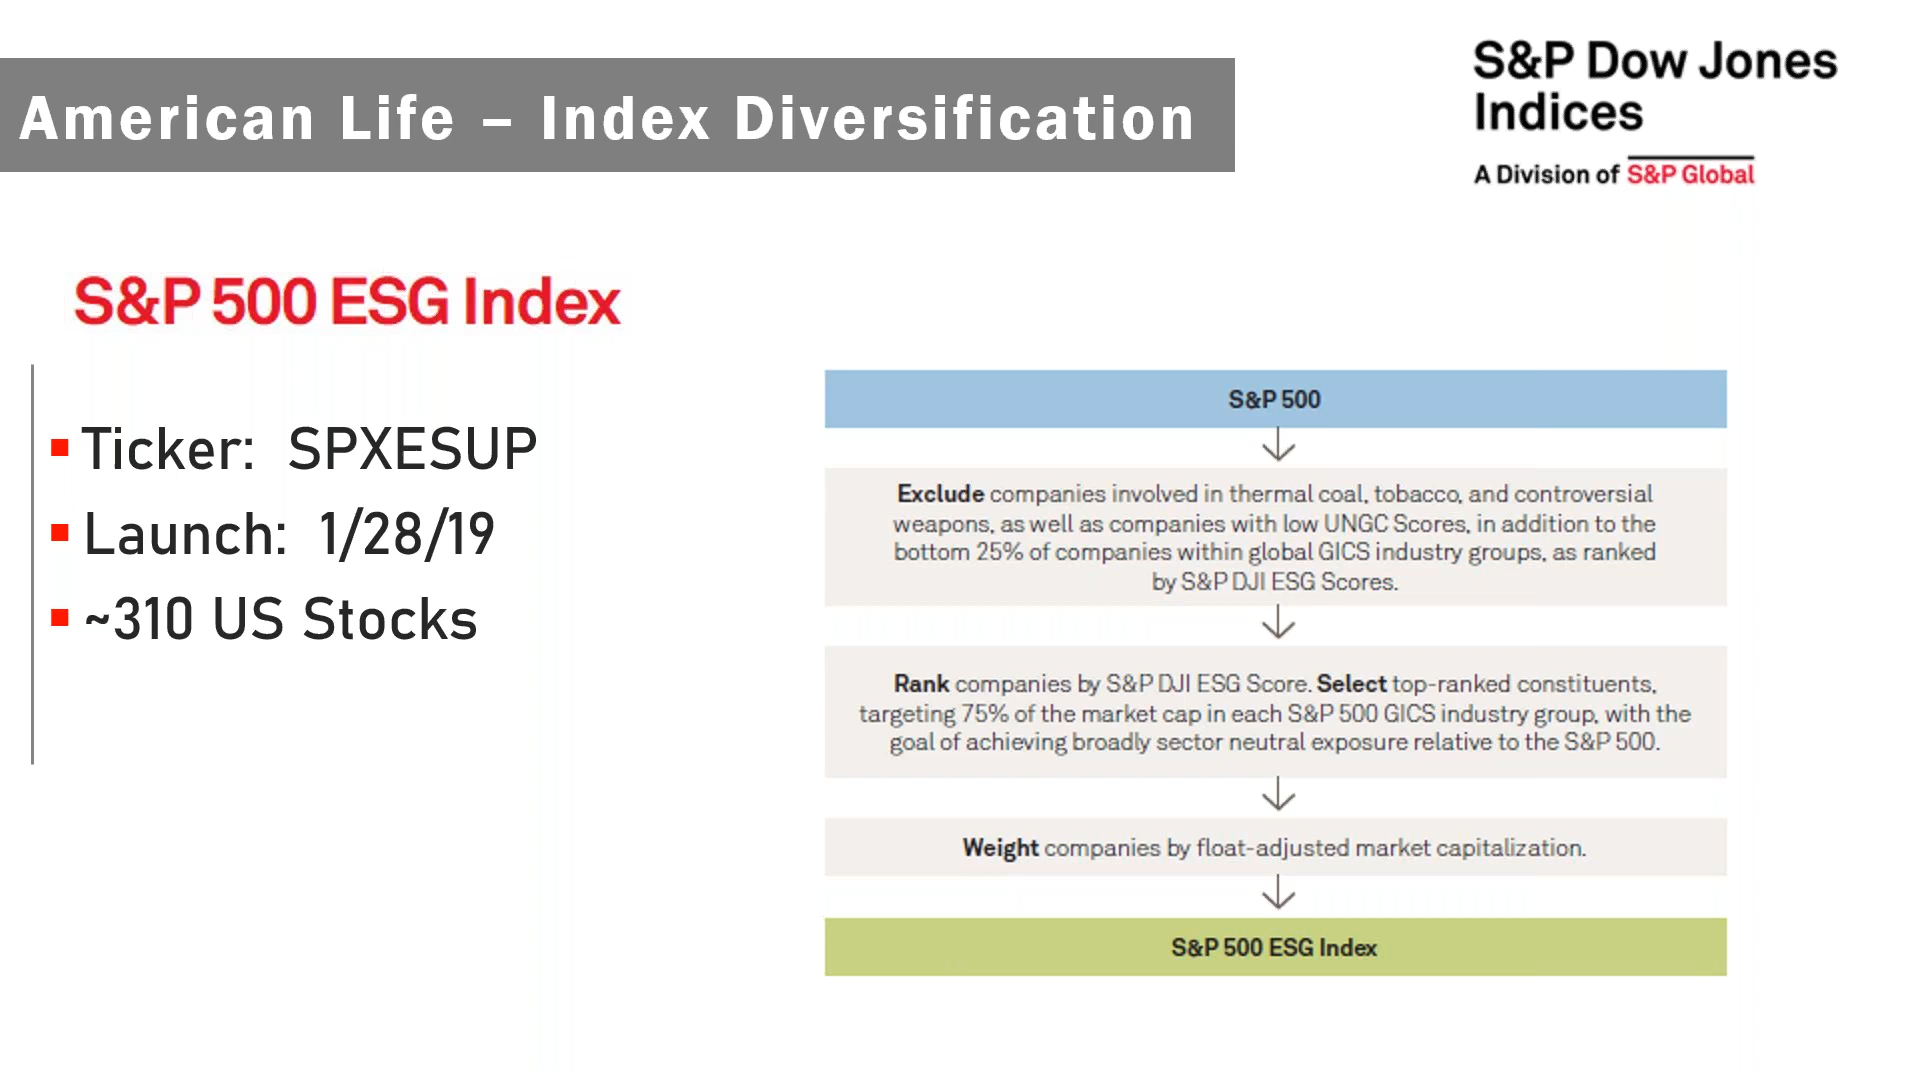 American Life – Index Diversification
S&P Dow Jones
Indices
A Division of S&P Global
S&P 500 ESG Index
Ticker: SPXESUP
Launch: 1/28/19
~310 US Stocks
S&P 500
Exclude companies involved in thermal coal, tobacco, and controversial
weapons, as well as companies with low UNGC Scores, in addition to the
bottom 25% of companies within global GICS industry groups, as ranked
by S&P DJI ESG Scores.
Rank companies by S&P DJI ESG Score. Select top-ranked constituents,
targeting 75% of the market cap in each S&P 500 GICS industry group, with the
goal of achieving broadly sector neutral exposure relative to the S&P 500.
Weight companies by float-adjusted market capitalization.
S&P 500 ESG Index